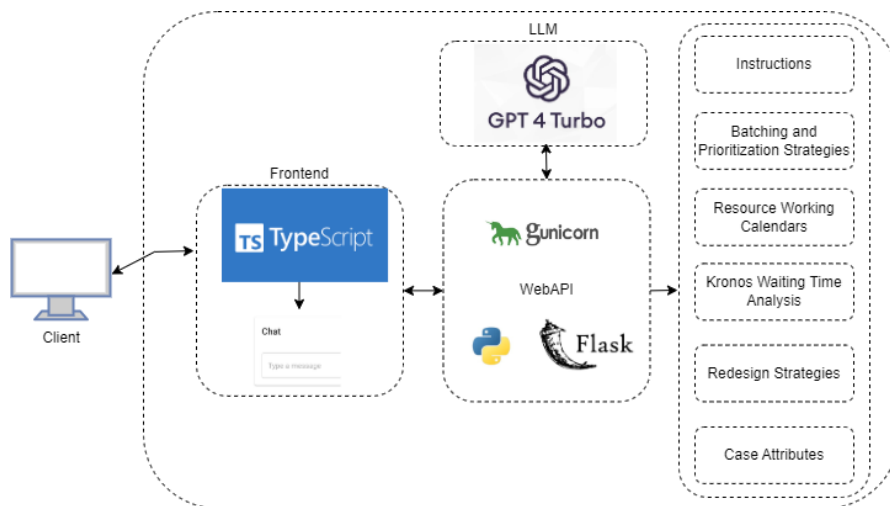 LLM
GPT 4 Turbo
Frontend
TS TypeScript
Chat
Type a message
Client
gunicorn
WebAPI
Flask
Instructions
Batching and
Prioritization Strategies
Resource Working
Calendars
Kronos Waiting Time
Analysis
Redesign Strategies
Case Attributes